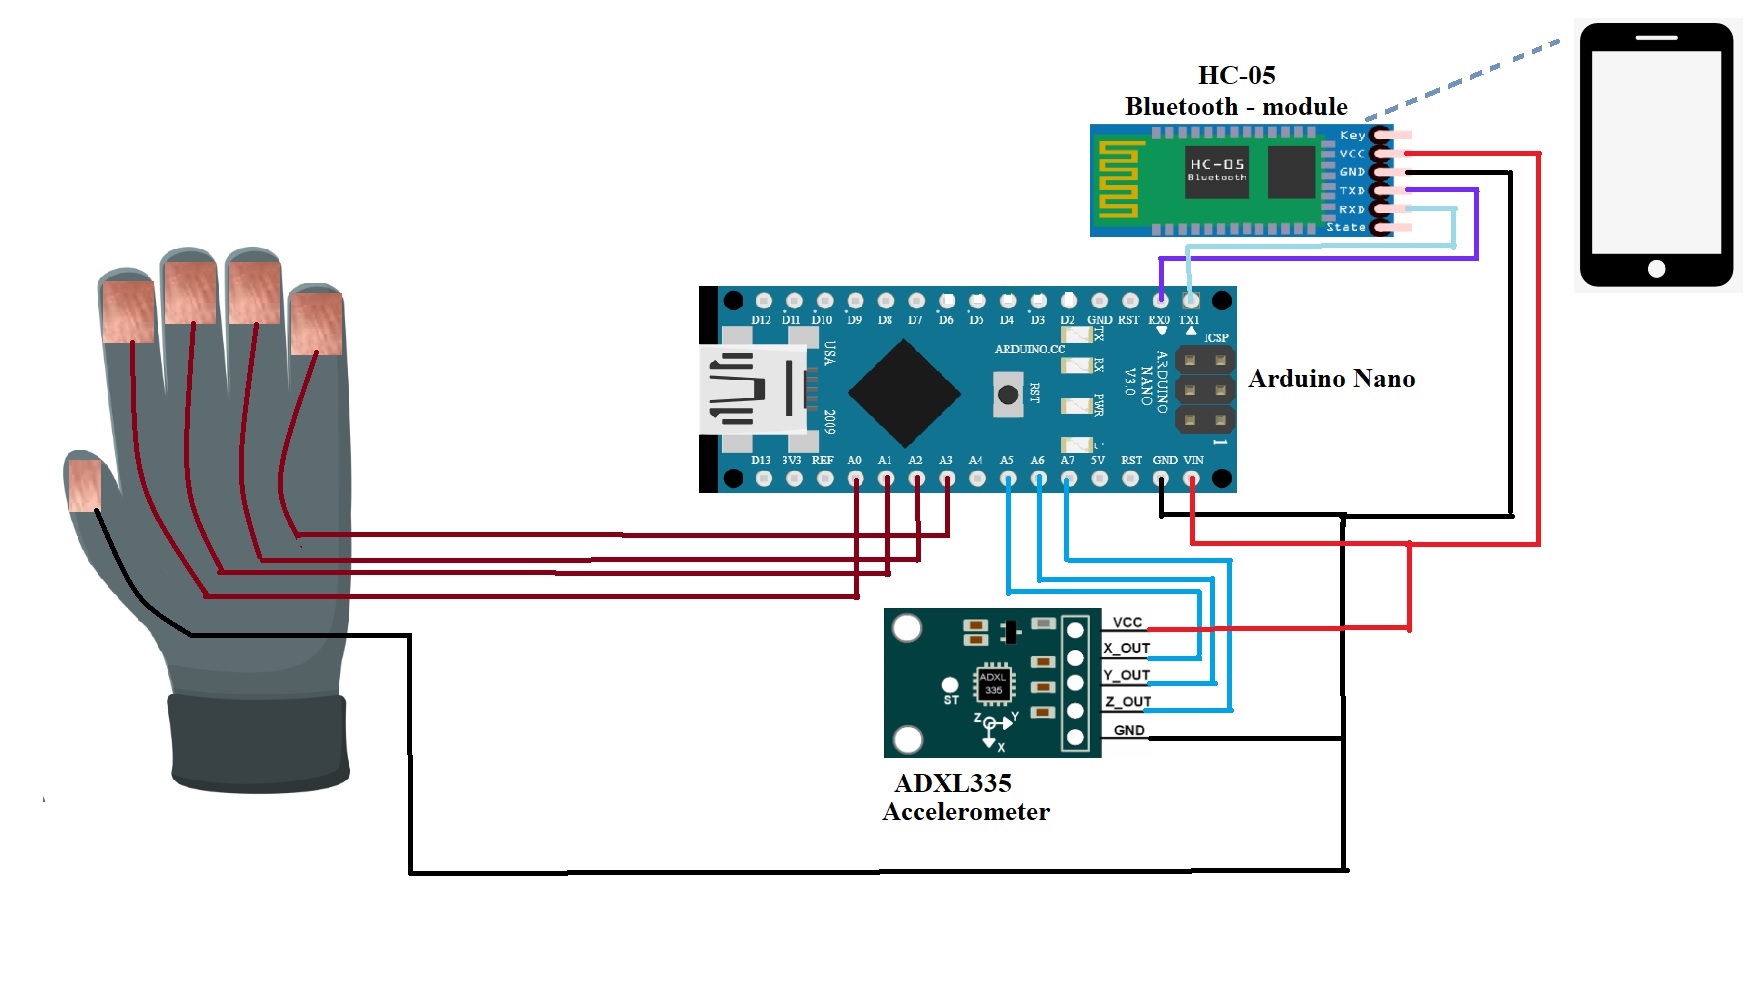 HC-05
Bluetooth - module
Key
VCC
GND
TXD
RXD
State
HC-05
Bluetooth
D12 D11 D10 D9 D8 D7 D6 D5 D4 D3 D2 GND RST RX0 TX1
ICSP
TX
RX
PWR
USA
2009
ARDUINO.CC
RST
ARDUINO
NANO
V3.0
1
Arduino Nano
D13 3V3 REF A0 A1 A2 A3 A4 A5 A6 A7 5V RST GND VIN
VCC
X_OUT
Y_OUT
Z_OUT
GND
ADXL
335
ST
Z Y
X
ADXL335
Accelerometer